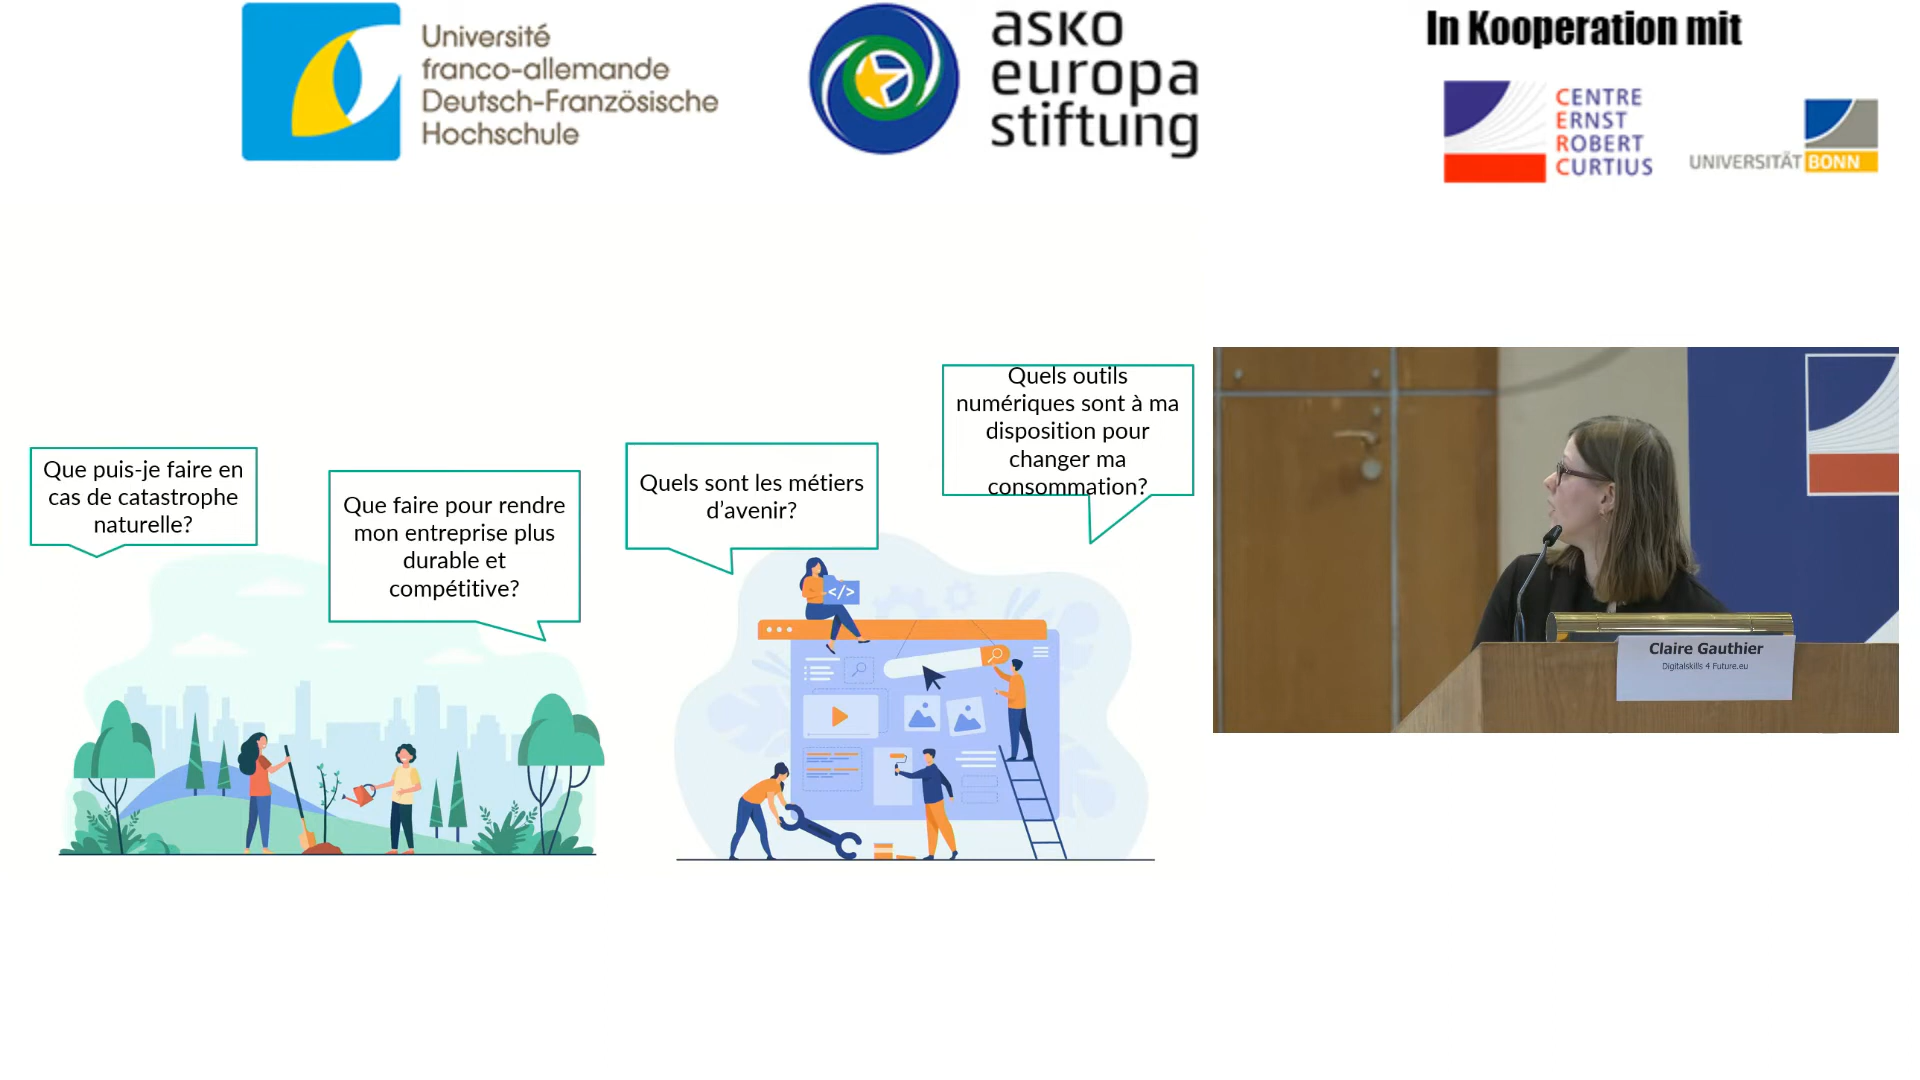 Université
franco-allemande
Deutsch-Französische
Hochschule
asko
europa
stiftung
In Kooperation mit
CENTRE
ERNST
ROBERT
CURTIUS
UNIVERSITÄT BONN
Que puis-je faire en
cas de catastrophe
naturelle?
Que faire pour rendre
mon entreprise plus
durable et
compétitive?
Quels sont les métiers
d’avenir?
Quels outils
numériques sont à ma
disposition pour
changer ma
consommation?
</>
Claire Gauthier
Digitalskills 4 Future.eu